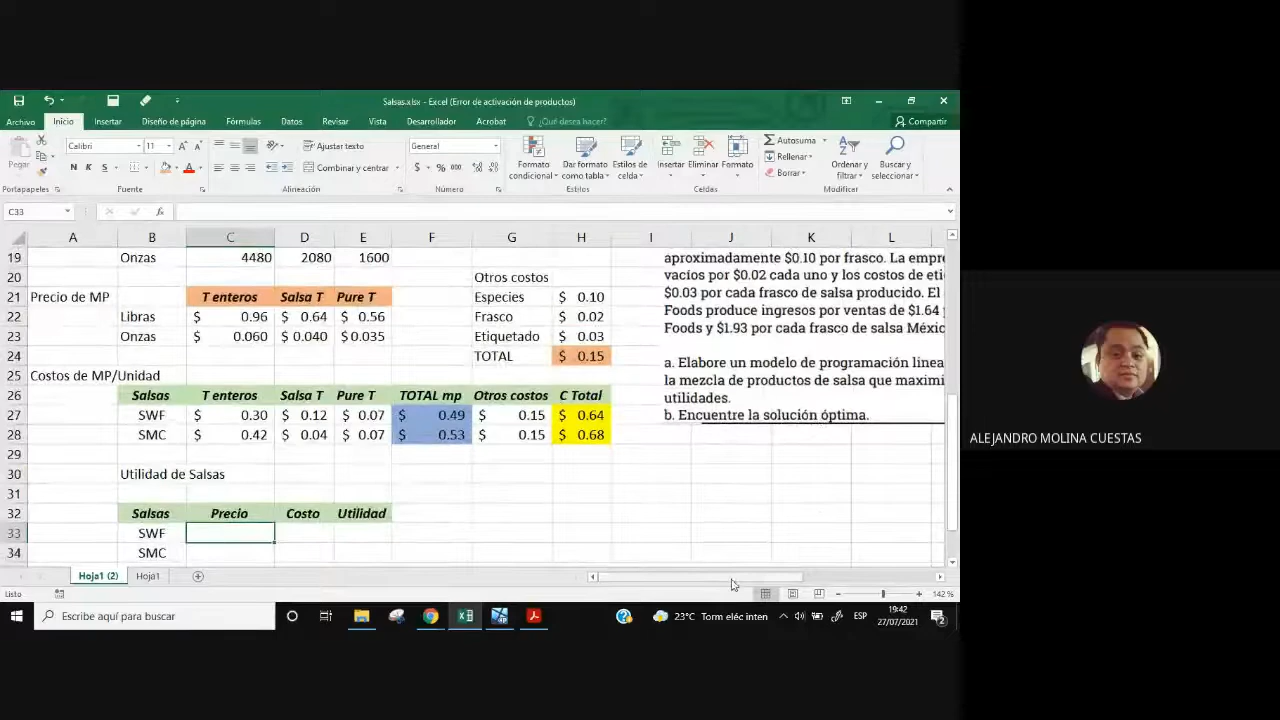 Salsas.xlsx - Excel (Error de activación de productos)
Archivo Inicio Insertar Diseño de página Fórmulas Datos Revisar Vista Desarrollador Acrobat ¿Qué desea hacer? Compartir
Pegar Calibri 11 Ajustar texto General Formato condicional Dar formato como tabla Estilos de celda Insertar Eliminar Formato Autosuma Rellenar Borrar Ordenar y filtrar Buscar y seleccionar
N K S Combinar y centrar $ % 000
Portapapeles Fuente Alineación Número Estilos Celdas Modificar
C33 fx
A B C D E F G H I J K L
19 Onzas 4480 2080 1600 aproximadamente $0.10 por frasco. La empre
20 Otros costos vacíos por $0.02 cada uno y los costos de eti
21 Precio de MP T enteros Salsa T Pure T Especies $ 0.10 $0.03 por cada frasco de salsa producido. El
22 Libras $ 0.96 $ 0.64 $ 0.56 Frasco $ 0.02 Foods produce ingresos por ventas de $1.64
23 Onzas $ 0.060 $ 0.040 $ 0.035 Etiquetado $ 0.03 Foods y $1.93 por cada frasco de salsa Méxic
24 TOTAL $ 0.15
25 Costos de MP/Unidad a. Elabore un modelo de programación linea
26 Salsas T enteros Salsa T Pure T TOTAL mp Otros costos C Total la mezcla de productos de salsa que maximi
27 SWF $ 0.30 $ 0.12 $ 0.07 $ 0.49 $ 0.15 $ 0.64 utilidades.
28 SMC $ 0.42 $ 0.04 $ 0.07 $ 0.53 $ 0.15 $ 0.68 b. Encuentre la solución óptima.
29
30 Utilidad de Salsas
31
32 Salsas Precio Costo Utilidad
33 SWF
34 SMC
Hoja1 (2) Hoja1
Listo 142 %
Escribe aquí para buscar 23°C Torm eléc inten ESP 19:42
27/07/2021 2
ALEJANDRO MOLINA CUESTAS